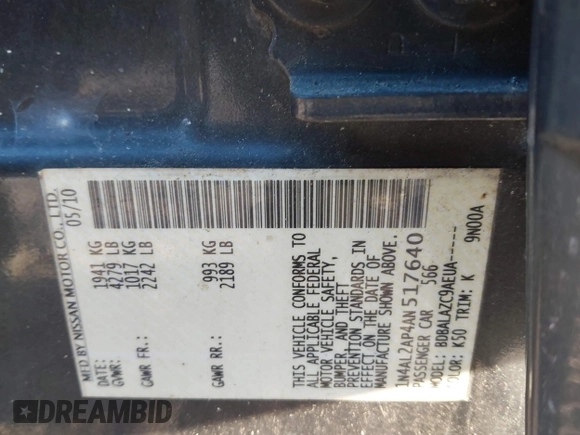 MFD BY NISSAN MOTOR CO., LTD.
DATE: 05/10
GVWR: 1941 KG
4279 LB
GAWR FR.: 1017 KG
2242 LB
GAWR RR.: 993 KG
2189 LB
THIS VEHICLE CONFORMS TO
ALL APPLICABLE FEDERAL
MOTOR VEHICLE SAFETY,
BUMPER, AND THEFT
PREVENTION STANDARDS IN
EFFECT ON THE DATE OF
MANUFACTURE SHOWN ABOVE.
1N4AL2AP4AN517640
PASSENGER CAR 566
MODEL: BDBALAZC9AEUA-----
COLOR: K50 TRIM: K 9N00A
DREAMBID